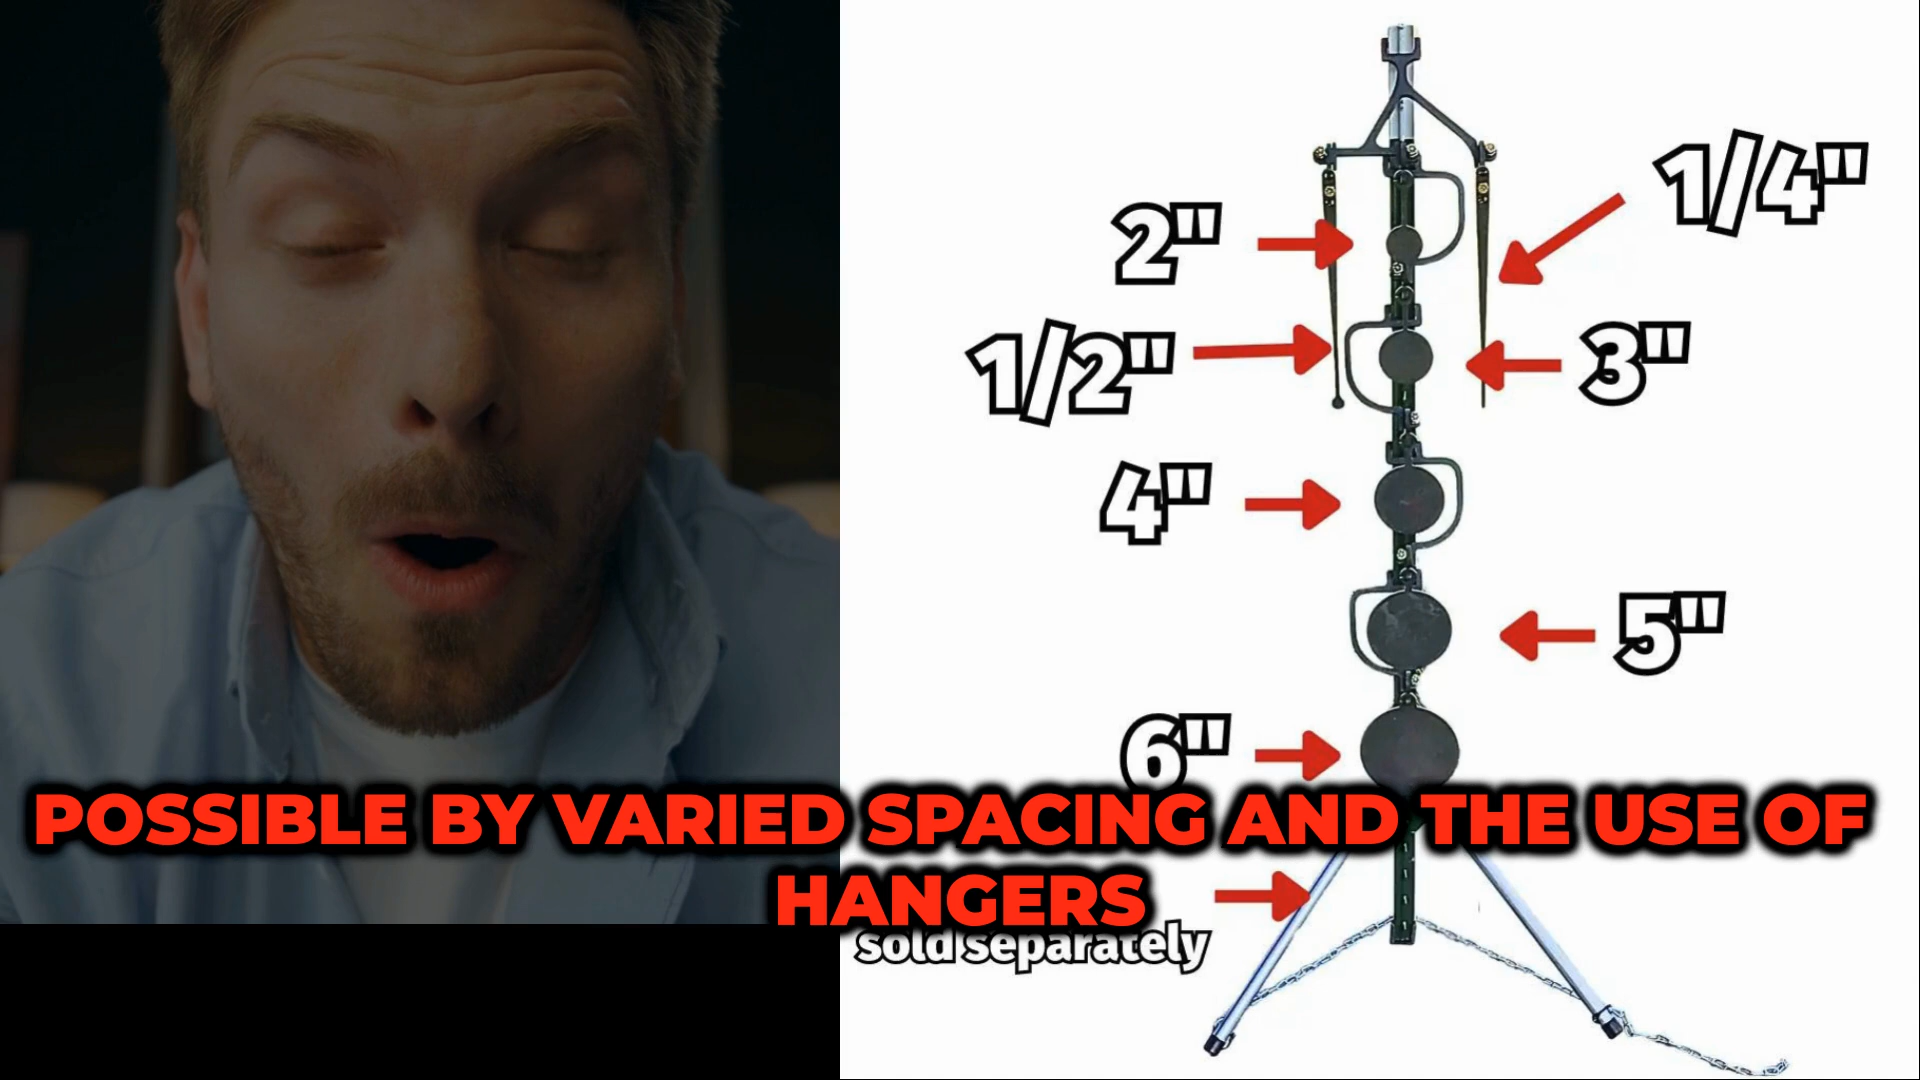 1/4"
2"
1/2"
3"
4"
5"
6"
POSSIBLE BY VARIED SPACING AND THE USE OF
HANGERS
sold separately